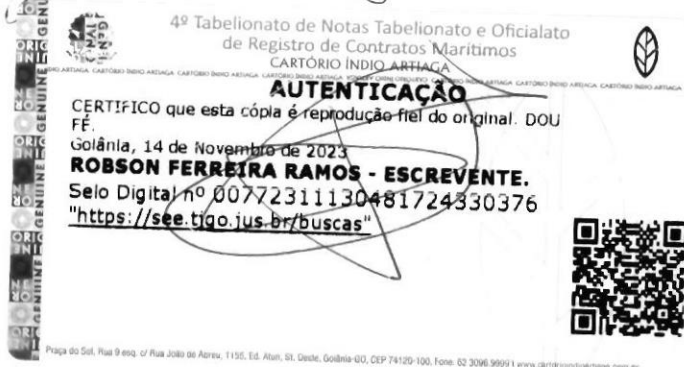 4º Tabelionato de Notas Tabelionato e Oficialato
de Registro de Contratos Marítimos
CARTÓRIO ÍNDIO ARTIAGA
AUTENTICAÇÃO
CERTIFICO que esta cópia é reprodução fiel do original. DOU
FÉ.
Goiânia, 14 de Novembro de 2023
ROBSON FERREIRA RAMOS - ESCREVENTE.
Selo Digital nº 00772311130481724330376
"https://see.tjgo.jus.br/buscas"
Praça do Sol, Rua 9 esq. c/ Rua João de Abreu, 1155, Ed. Aton, St. Oeste, Goiânia-GO, CEP 74120-100, Fone: 62 3096.9999